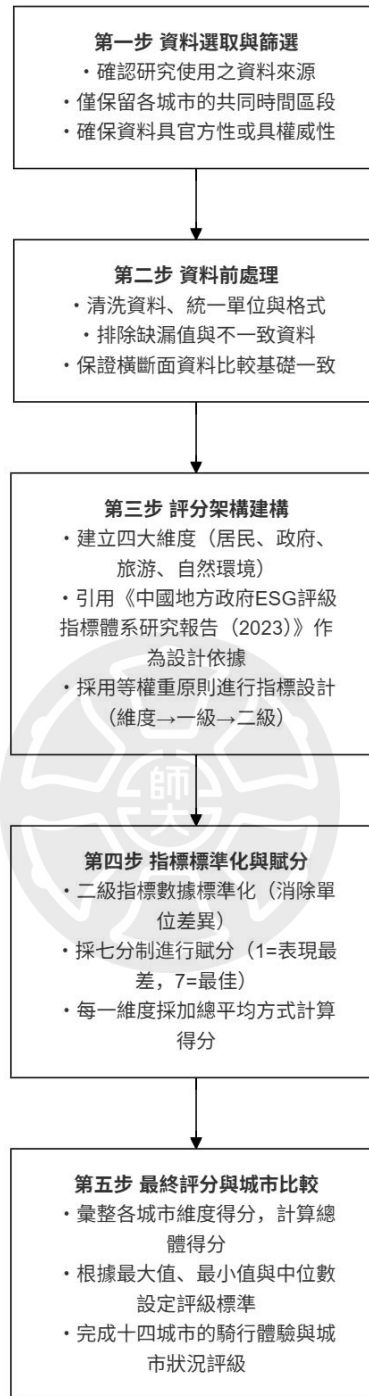 第一步 資料選取與篩選
・確認研究使用之資料來源
・僅保留各城市的共同時間區段
・確保資料具官方性或具權威性
第二步 資料前處理
・清洗資料、統一單位與格式
・排除缺漏值與不一致資料
・保證橫斷面資料比較基礎一致
第三步 評分架構建構
・建立四大維度（居民、政府、
旅游、自然環境）
・引用《中國地方政府ESG評級
指標體系研究報告（2023)》作
為設計依據
・採用等權重原則進行指標設計
（維度→一級→二級）
師大
第四步 指標標準化與賦分
・二級指標數據標準化（消除單
位差異）
・採七分制進行賦分（1=表現最
差，7=最佳）
・每一維度採加總平均方式計算
得分
第五步 最終評分與城市比較
・彙整各城市維度得分，計算總
體得分
・根據最大值、最小值與中位數
設定評級標準
・完成十四城市的騎行體驗與城
市狀況評級